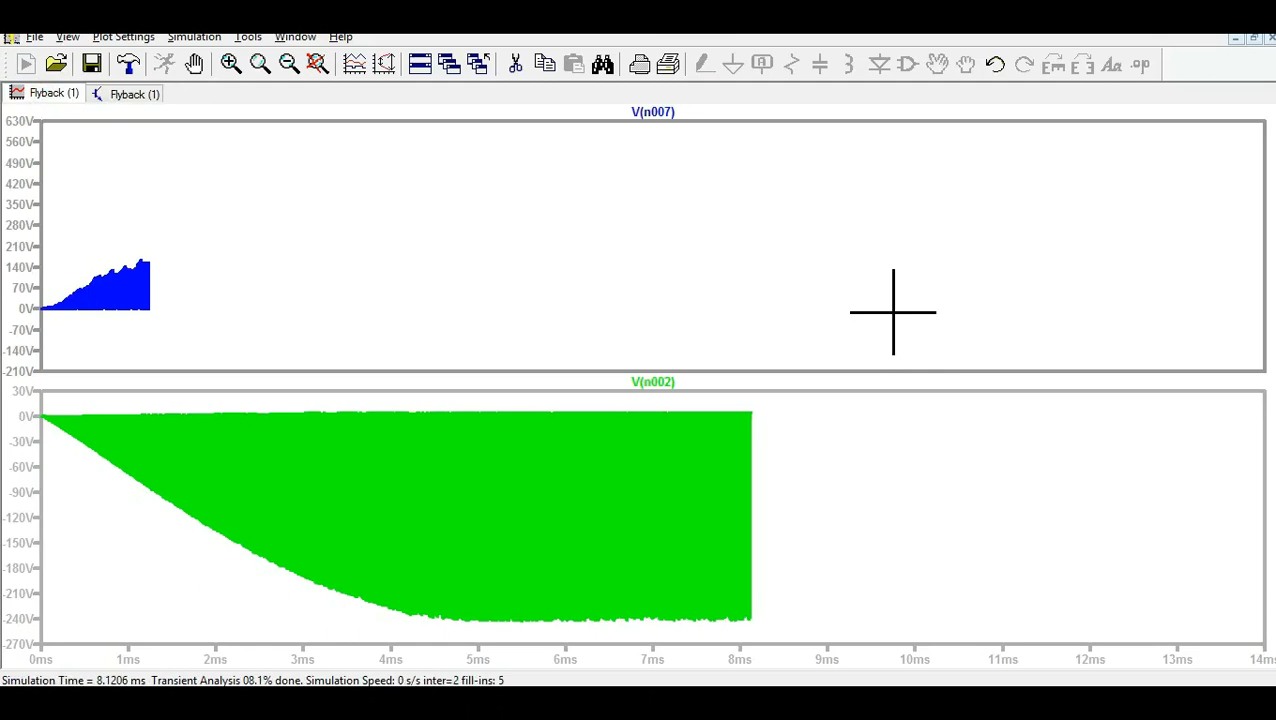 File View Plot Settings Simulation Tools Window Help
Aa .op
Flyback (1) Flyback (1)
V(n007)
630V
560V
490V
420V
350V
280V
210V
140V
70V
0V
-70V
-140V
-210V
V(n002)
30V
0V
-30V
-60V
-90V
-120V
-150V
-180V
-210V
-240V
-270V
0ms 1ms 2ms 3ms 4ms 5ms 6ms 7ms 8ms 9ms 10ms 11ms 12ms 13ms 14ms
Simulation Time = 8.1206 ms Transient Analysis 08.1% done. Simulation Speed: 0 s/s inter=2 fill-ins: 5